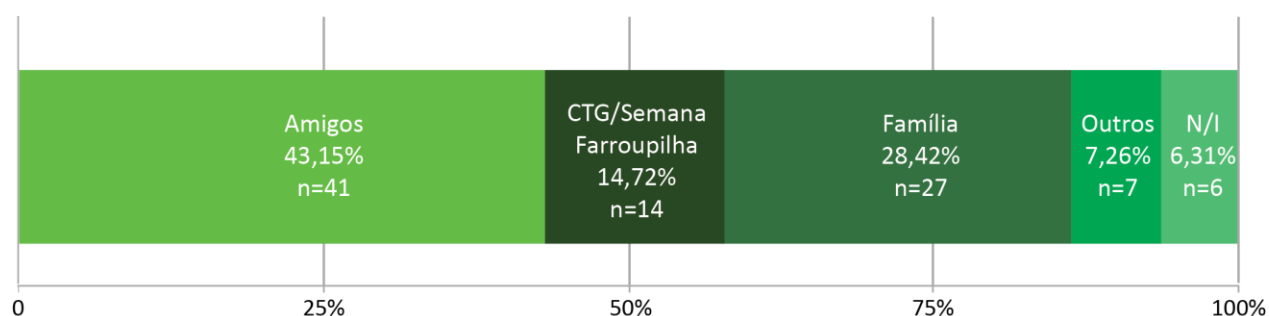 Amigos
43,15%
n=41
CTG/Semana
Farroupilha
14,72%
n=14
Família
28,42%
n=27
Outros
7,26%
n=7
N/I
6,31%
n=6
0
25%
50%
75%
100%